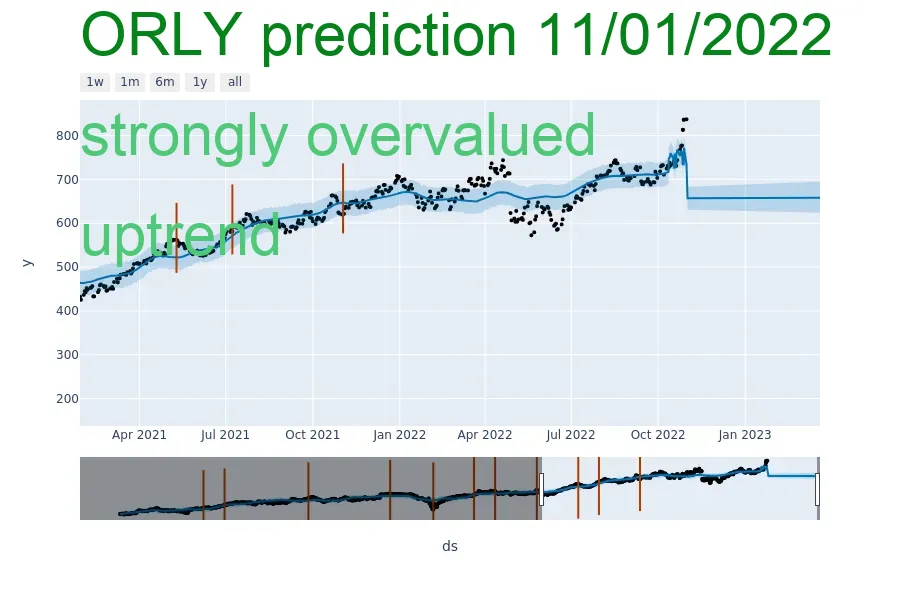 ORLY prediction 11/01/2022
1w 1m 6m 1y all
strongly overvalued
uptrend
800
700
600
500
400
300
200
y
Apr 2021 Jul 2021 Oct 2021 Jan 2022 Apr 2022 Jul 2022 Oct 2022 Jan 2023
ds